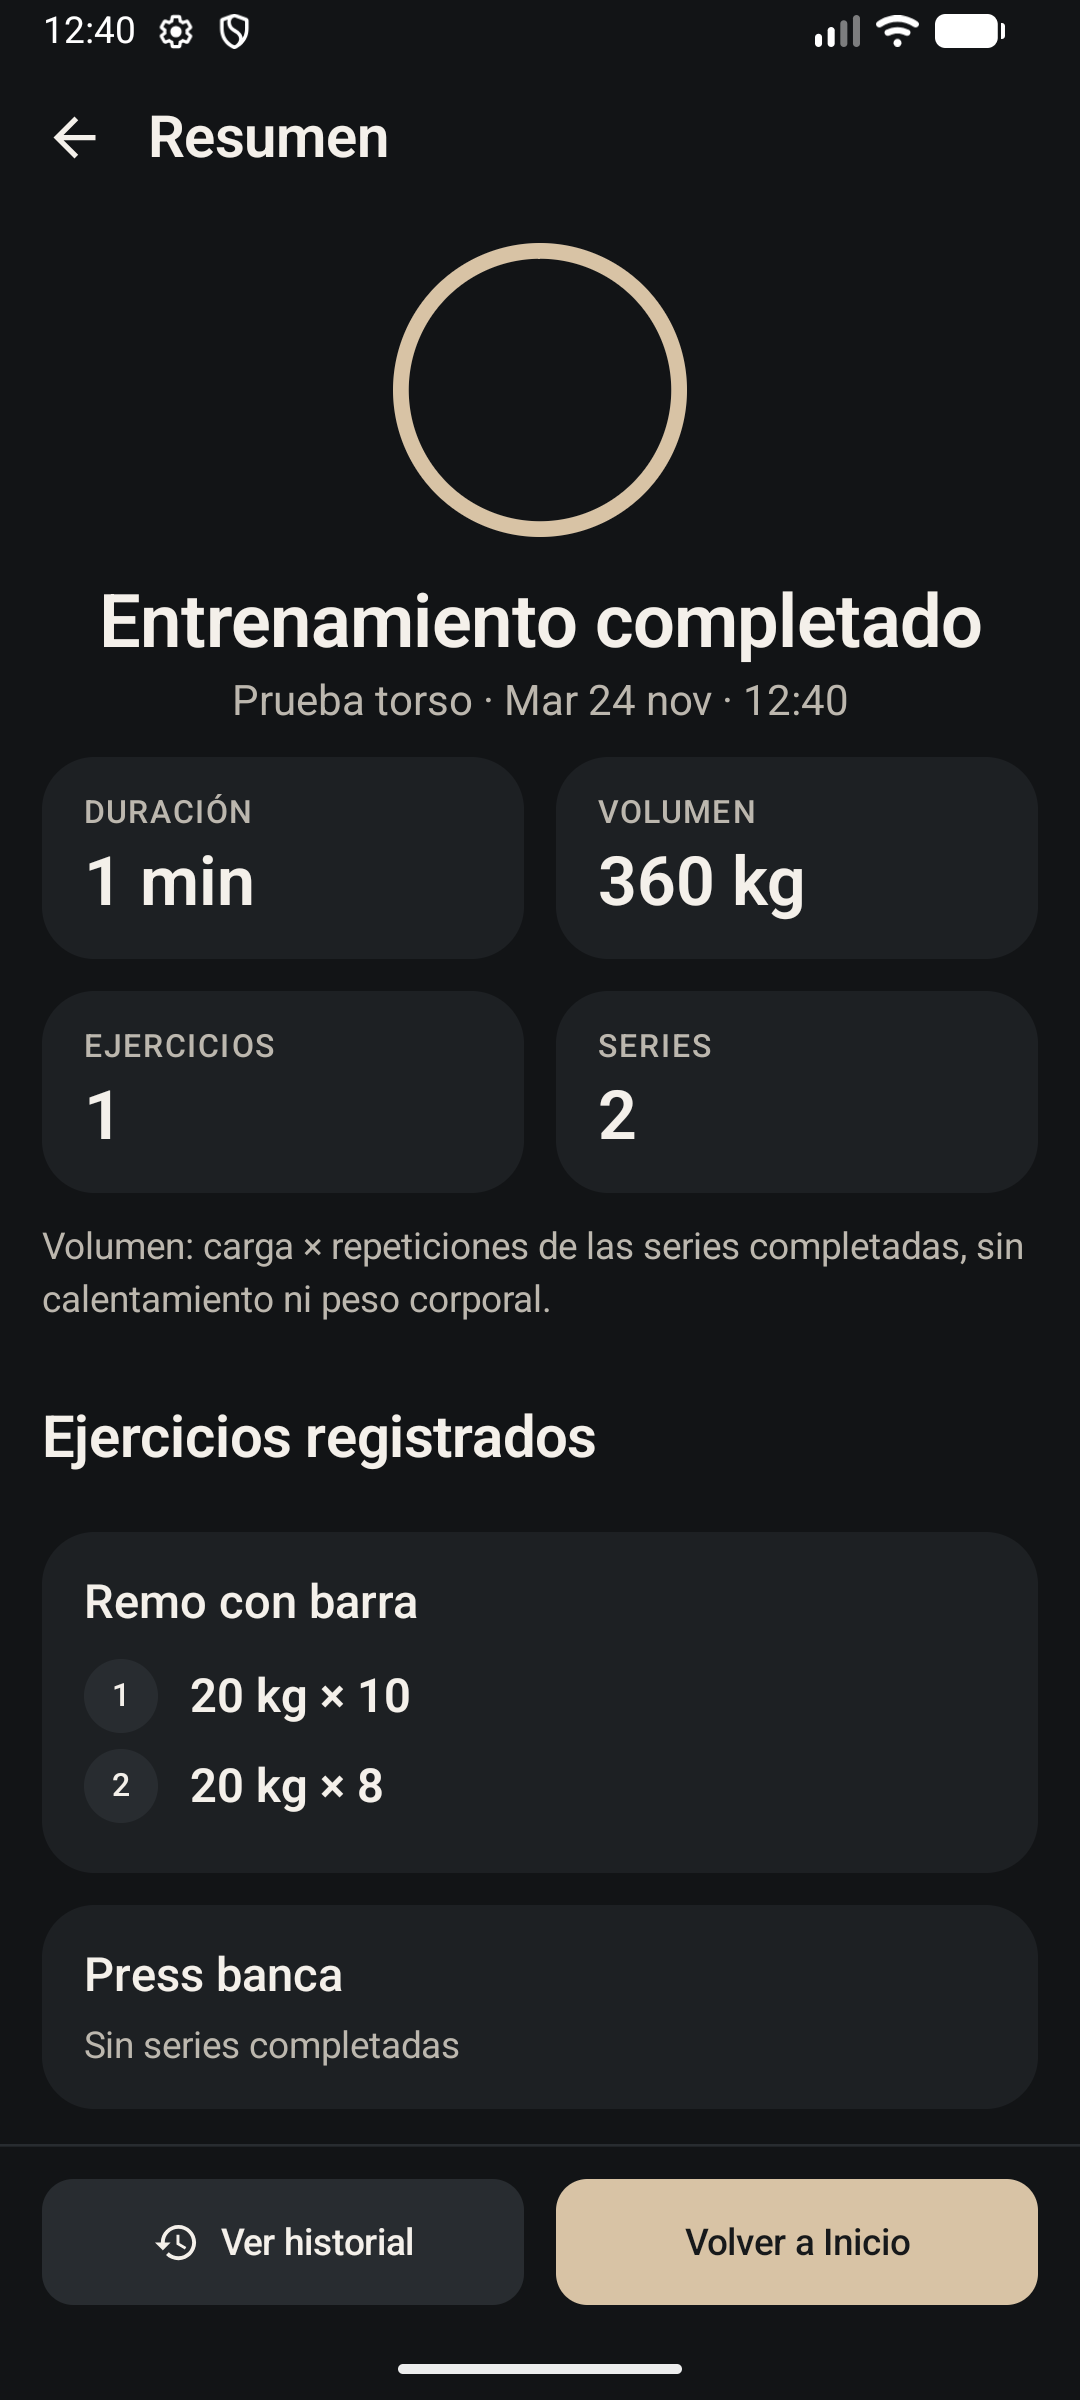 12:40
Resumen
Entrenamiento completado
Prueba torso · Mar 24 nov · 12:40
DURACIÓN
1 min
VOLUMEN
360 kg
EJERCICIOS
1
SERIES
2
Volumen: carga × repeticiones de las series completadas, sin
calentamiento ni peso corporal.
Ejercicios registrados
Remo con barra
1 20 kg × 10
2 20 kg × 8
Press banca
Sin series completadas
Ver historial
Volver a Inicio